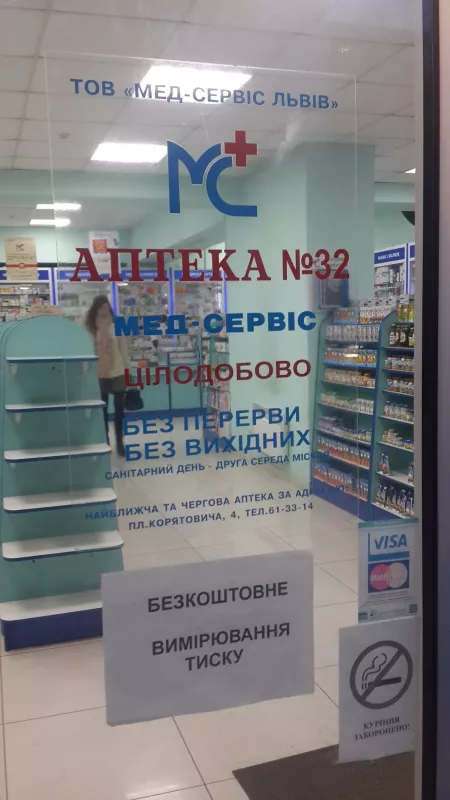 ТОВ «МЕД-СЕРВІС ЛЬВІВ»
МС
АПТЕКА №32
МЕД-СЕРВІС
ЦІЛОДОБОВО
БЕЗ ПЕРЕРВИ
БЕЗ ВИХІДНИХ
САНІТАРНИЙ ДЕНЬ - ДРУГА СЕРЕДА МІСЯЦЯ
НАЙБЛИЖЧА ТА ЧЕРГОВА АПТЕКА ЗА
ПЛ.КОРЯТОВИЧА, 4, ТЕЛ.61-33-14
VISA
MasterCard
БЕЗКОШТОВНЕ
ВИМІРЮВАННЯ
ТИСКУ
КУРІННЯ
ЗАБОРОНЕНО!